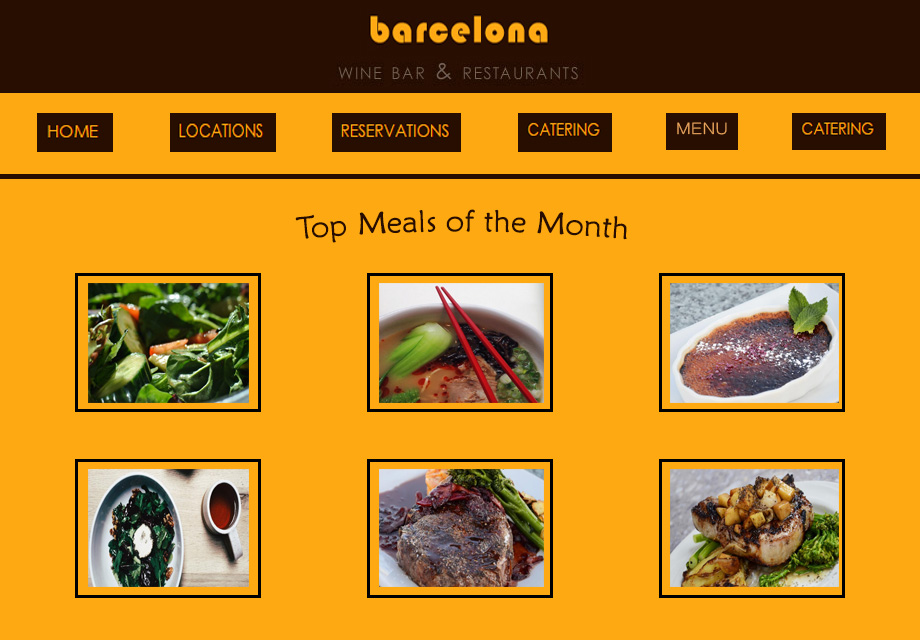 barcelona
WINE BAR & RESTAURANTS
HOME LOCATIONS RESERVATIONS CATERING MENU CATERING
Top Meals of the Month